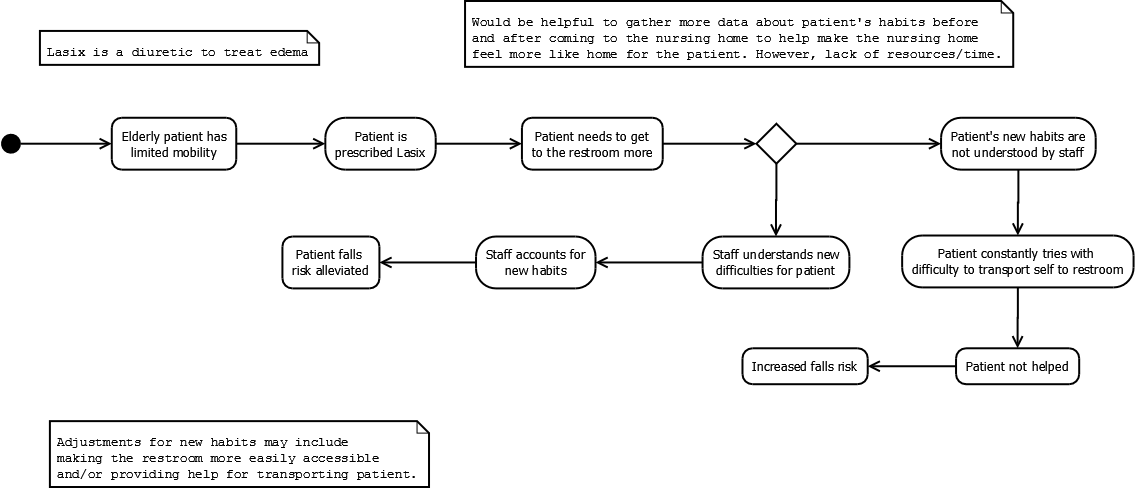 Would be helpful to gather more data about patient's habits before
and after coming to the nursing home to help make the nursing home
feel more like home for the patient. However, lack of resources/time.
Lasix is a diuretic to treat edema
Elderly patient has
limited mobility
Patient is
prescribed Lasix
Patient needs to get
to the restroom more
Patient's new habits are
not understood by staff
Patient falls
risk alleviated
Staff accounts for
new habits
Staff understands new
difficulties for patient
Patient constantly tries with
difficulty to transport self to restroom
Increased falls risk
Patient not helped
Adjustments for new habits may include
making the restroom more easily accessible
and/or providing help for transporting patient.